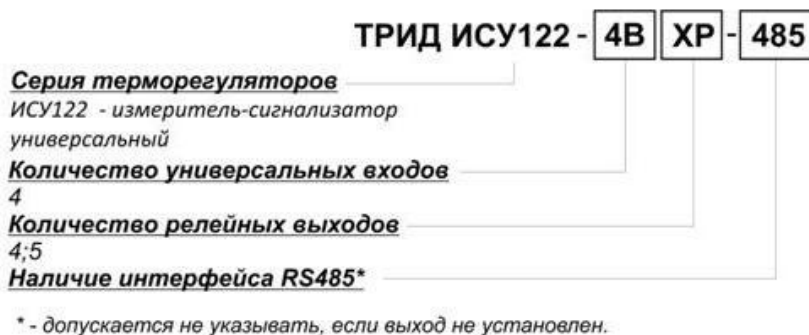 ТРИД ИСУ122 - 4В ХР - 485
Серия терморегуляторов
ИСУ122 - измеритель-сигнализатор
универсальный
Количество универсальных входов
4
Количество релейных выходов
4;5
Наличие интерфейса RS485*
* - допускается не указывать, если выход не установлен.